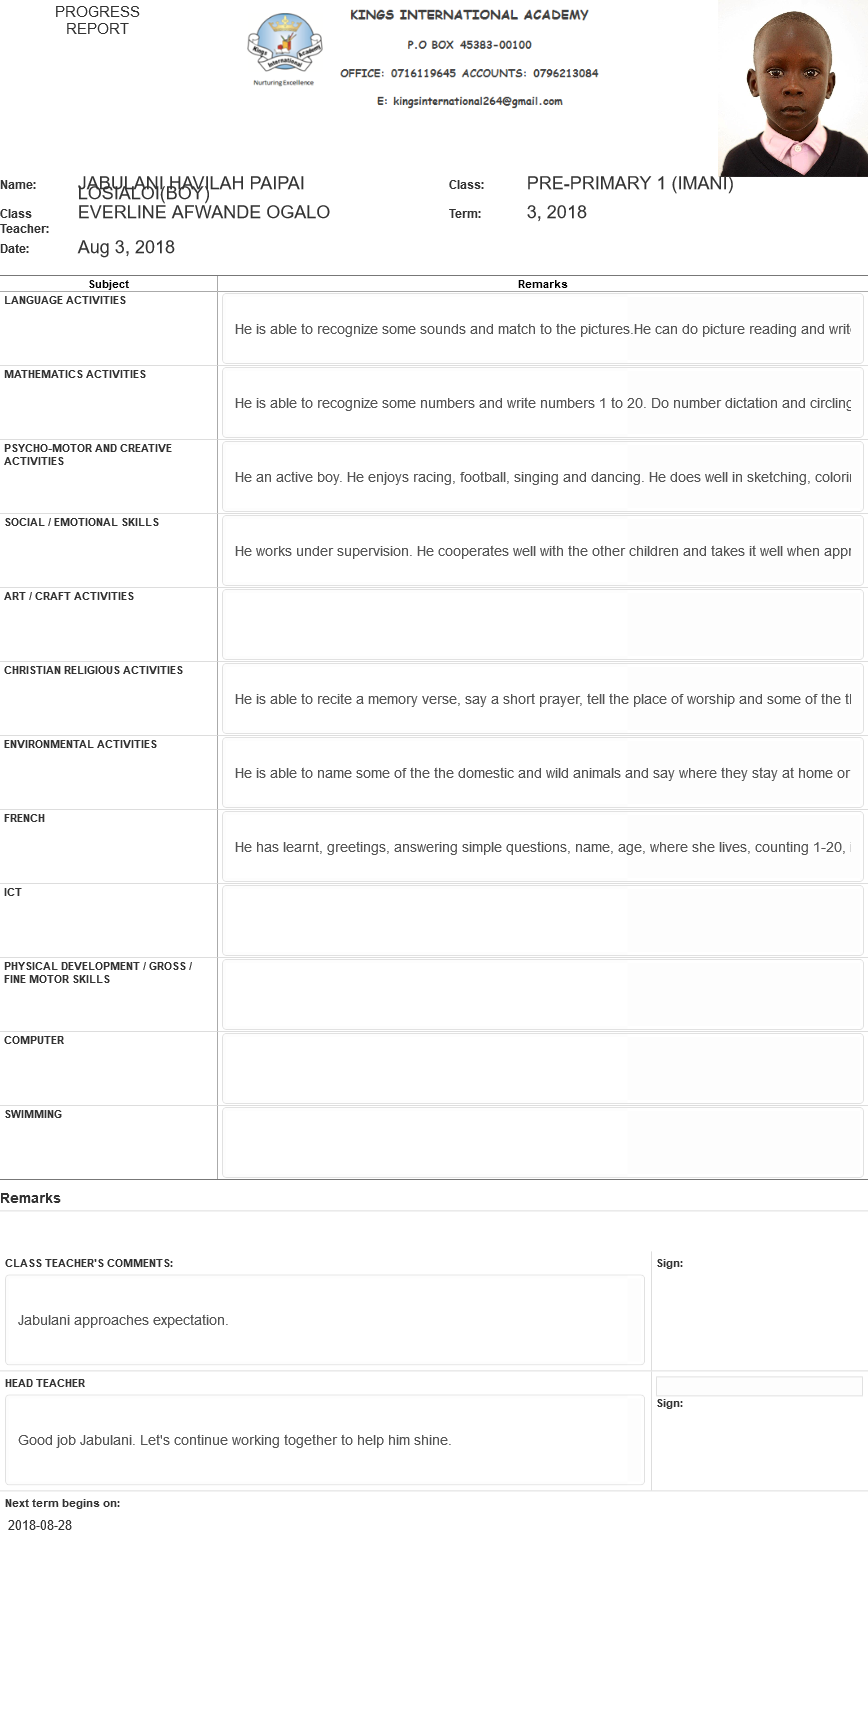 PROGRESS
REPORT
Kings International Academy
Nurturing Excellence
KINGS INTERNATIONAL ACADEMY
P.O BOX 45383-00100
OFFICE: 0716119645 ACCOUNTS: 0796213084
E: kingsinternational264@gmail.com
Name: JABULANI HAVILAH PAIPAI
LOSIALOI(BOY)
Class: PRE-PRIMARY 1 (IMANI)
Class
Teacher: EVERLINE AFWANDE OGALO
Term: 3, 2018
Date: Aug 3, 2018
Subject Remarks
LANGUAGE ACTIVITIES
He is able to recognize some sounds and match to the pictures.He can do picture reading and writ
MATHEMATICS ACTIVITIES
He is able to recognize some numbers and write numbers 1 to 20. Do number dictation and circling
PSYCHO-MOTOR AND CREATIVE
ACTIVITIES
He an active boy. He enjoys racing, football, singing and dancing. He does well in sketching, colori
SOCIAL / EMOTIONAL SKILLS
He works under supervision. He cooperates well with the other children and takes it well when app
ART / CRAFT ACTIVITIES
CHRISTIAN RELIGIOUS ACTIVITIES
He is able to recite a memory verse, say a short prayer, tell the place of worship and some of the
ENVIRONMENTAL ACTIVITIES
He is able to name some of the the domestic and wild animals and say where they stay at home or
FRENCH
He has learnt, greetings, answering simple questions, name, age, where she lives, counting 1-20,
ICT
PHYSICAL DEVELOPMENT / GROSS /
FINE MOTOR SKILLS
COMPUTER
SWIMMING
Remarks
CLASS TEACHER'S COMMENTS:
Sign:
Jabulani approaches expectation.
HEAD TEACHER
Sign:
Good job Jabulani. Let's continue working together to help him shine.
Next term begins on:
2018-08-28